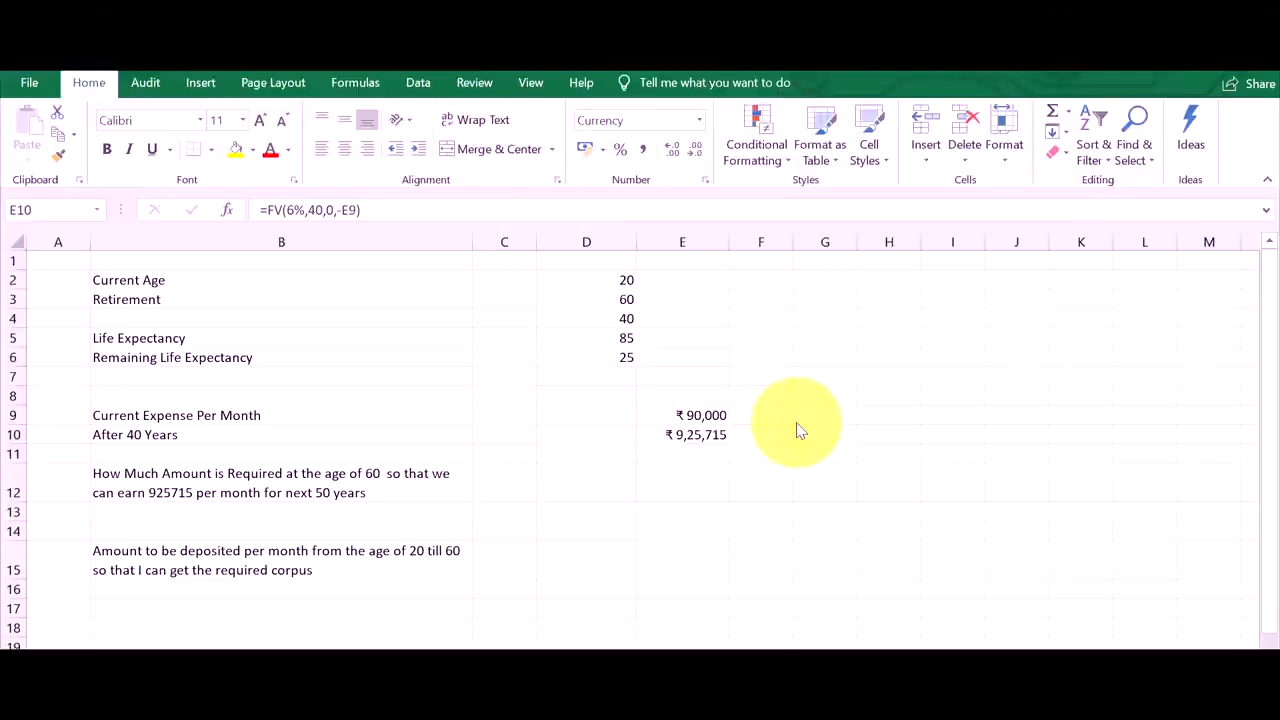 File Home Audit Insert Page Layout Formulas Data Review View Help Tell me what you want to do Share
Paste Calibri 11 A A Wrap Text Currency
B I U A Merge & Center % , .00 .00
Conditional Formatting Format as Table Cell Styles Insert Delete Format Sort & Filter Find & Select Ideas
Clipboard Font Alignment Number Styles Cells Editing Ideas
E10 fx =FV(6%,40,0,-E9)
A B C D E F G H I J K L M
1
2 Current Age 20
3 Retirement 60
4 40
5 Life Expectancy 85
6 Remaining Life Expectancy 25
7
8
9 Current Expense Per Month ₹ 90,000
10 After 40 Years ₹ 9,25,715
11
How Much Amount is Required at the age of 60 so that we
12 can earn 925715 per month for next 50 years
13
14
Amount to be deposited per month from the age of 20 till 60
15 so that I can get the required corpus
16
17
18
19